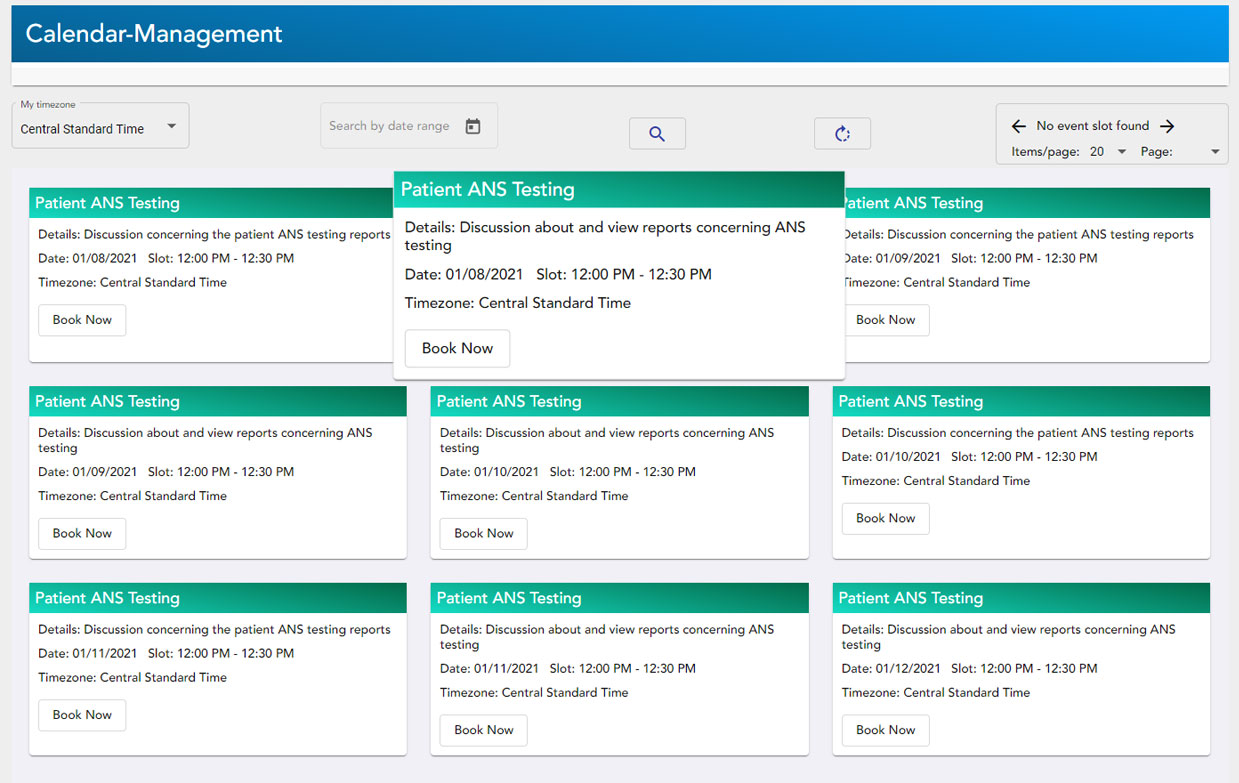 Calendar-Management
My timezone
Central Standard Time
Search by date range
No event slot found
Items/page: 20 Page:
Patient ANS Testing
Details: Discussion concerning the patient ANS testing reports
Date: 01/08/2021 Slot: 12:00 PM - 12:30 PM
Timezone: Central Standard Time
Book Now
Patient ANS Testing
Details: Discussion about and view reports concerning ANS
testing
Date: 01/08/2021 Slot: 12:00 PM - 12:30 PM
Timezone: Central Standard Time
Book Now
Patient ANS Testing
Details: Discussion concerning the patient ANS testing reports
Date: 01/09/2021 Slot: 12:00 PM - 12:30 PM
Timezone: Central Standard Time
Book Now
Patient ANS Testing
Details: Discussion about and view reports concerning ANS
testing
Date: 01/09/2021 Slot: 12:00 PM - 12:30 PM
Timezone: Central Standard Time
Book Now
Patient ANS Testing
Details: Discussion about and view reports concerning ANS
testing
Date: 01/10/2021 Slot: 12:00 PM - 12:30 PM
Timezone: Central Standard Time
Book Now
Patient ANS Testing
Details: Discussion concerning the patient ANS testing reports
Date: 01/10/2021 Slot: 12:00 PM - 12:30 PM
Timezone: Central Standard Time
Book Now
Patient ANS Testing
Details: Discussion concerning the patient ANS testing reports
Date: 01/11/2021 Slot: 12:00 PM - 12:30 PM
Timezone: Central Standard Time
Book Now
Patient ANS Testing
Details: Discussion about and view reports concerning ANS
testing
Date: 01/11/2021 Slot: 12:00 PM - 12:30 PM
Timezone: Central Standard Time
Book Now
Patient ANS Testing
Details: Discussion about and view reports concerning ANS
testing
Date: 01/12/2021 Slot: 12:00 PM - 12:30 PM
Timezone: Central Standard Time
Book Now